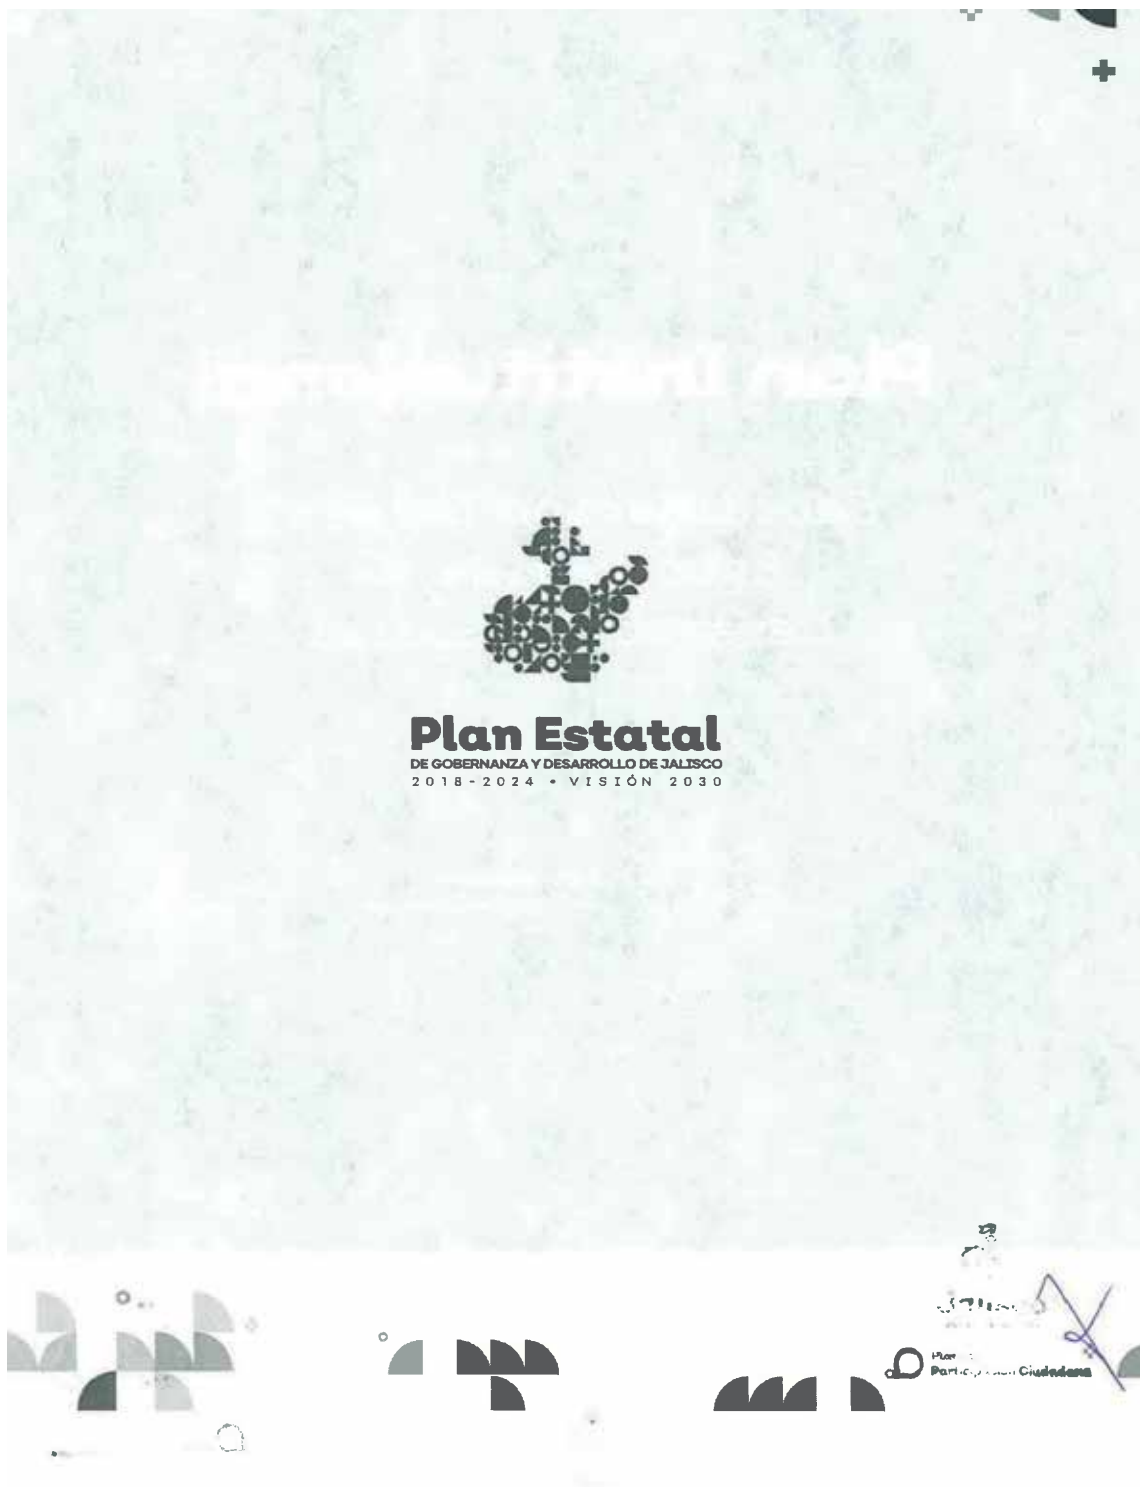 Plan Estatal
DE GOBERNANZA Y DESARROLLO DE JALISCO
2018-2024 • VISIÓN 2030
Ciudadana